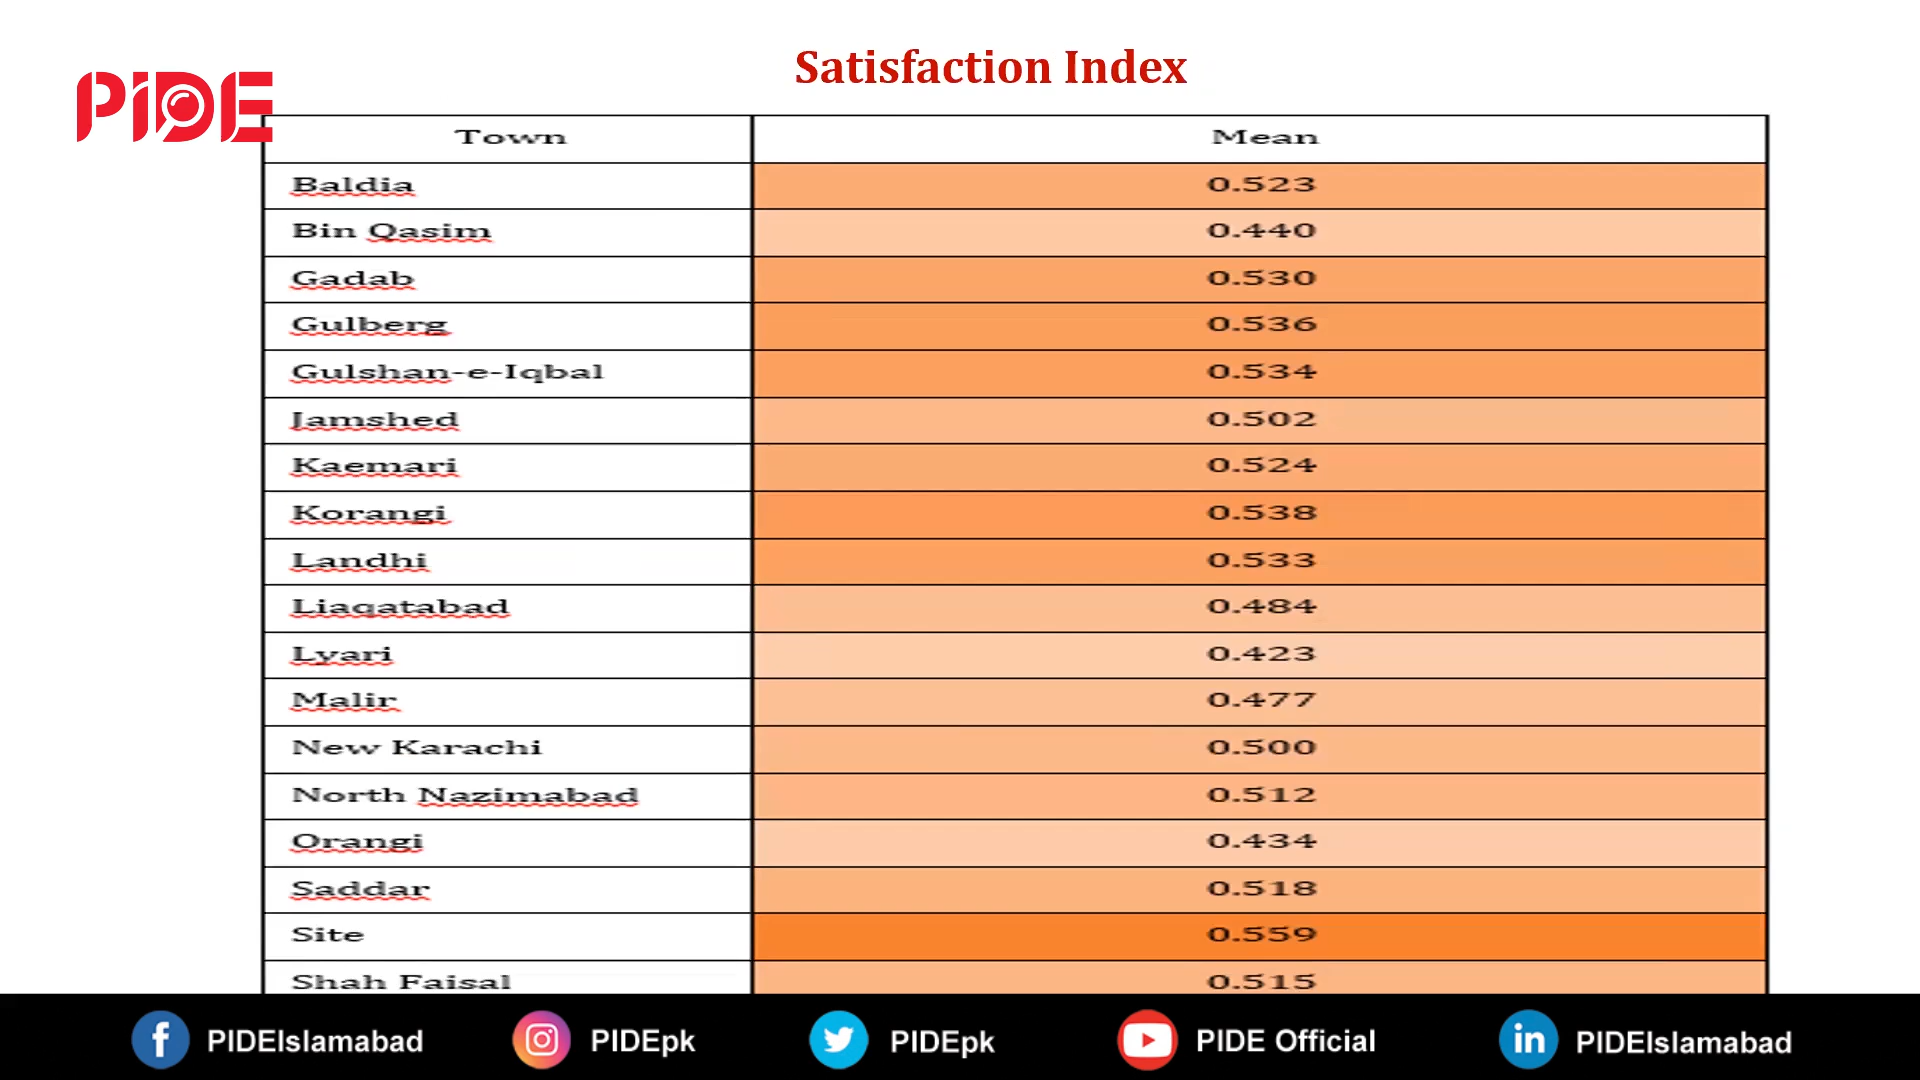 Satisfaction Index
PIDE
Town Mean
Baldia 0.523
Bin Qasim 0.440
Gadab 0.530
Gulberg 0.536
Gulshan-e-Iqbal 0.534
Jamshed 0.502
Kaemari 0.524
Korangi 0.538
Landhi 0.533
Liaqatabad 0.484
Lyari 0.423
Malir 0.477
New Karachi 0.500
North Nazimabad 0.512
Orangi 0.434
Saddar 0.518
Site 0.559
Shah Faisal 0.515
PIDEIslamabad PIDEpk PIDEpk PIDE Official PIDEIslamabad